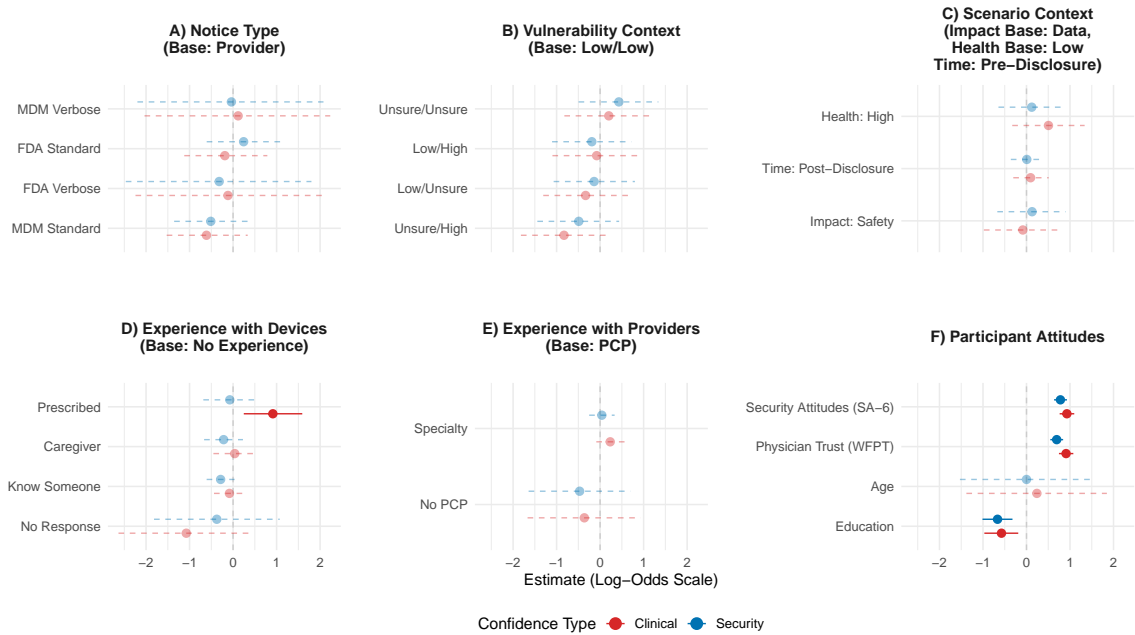 A) Notice Type
(Base: Provider)
MDM Verbose
FDA Standard
FDA Verbose
MDM Standard
B) Vulnerability Context
(Base: Low/Low)
Unsure/Unsure
Low/High
Low/Unsure
Unsure/High
C) Scenario Context
(Impact Base: Data,
Health Base: Low
Time: Pre−Disclosure)
Health: High
Time: Post−Disclosure
Impact: Safety
D) Experience with Devices
(Base: No Experience)
Prescribed
Caregiver
Know Someone
No Response
−2 −1 0 1 2
E) Experience with Providers
(Base: PCP)
Specialty
No PCP
−2 −1 0 1 2
F) Participant Attitudes
Security Attitudes (SA−6)
Physician Trust (WFPT)
Age
Education
−2 −1 0 1 2
Estimate (Log−Odds Scale)
Confidence Type Clinical Security